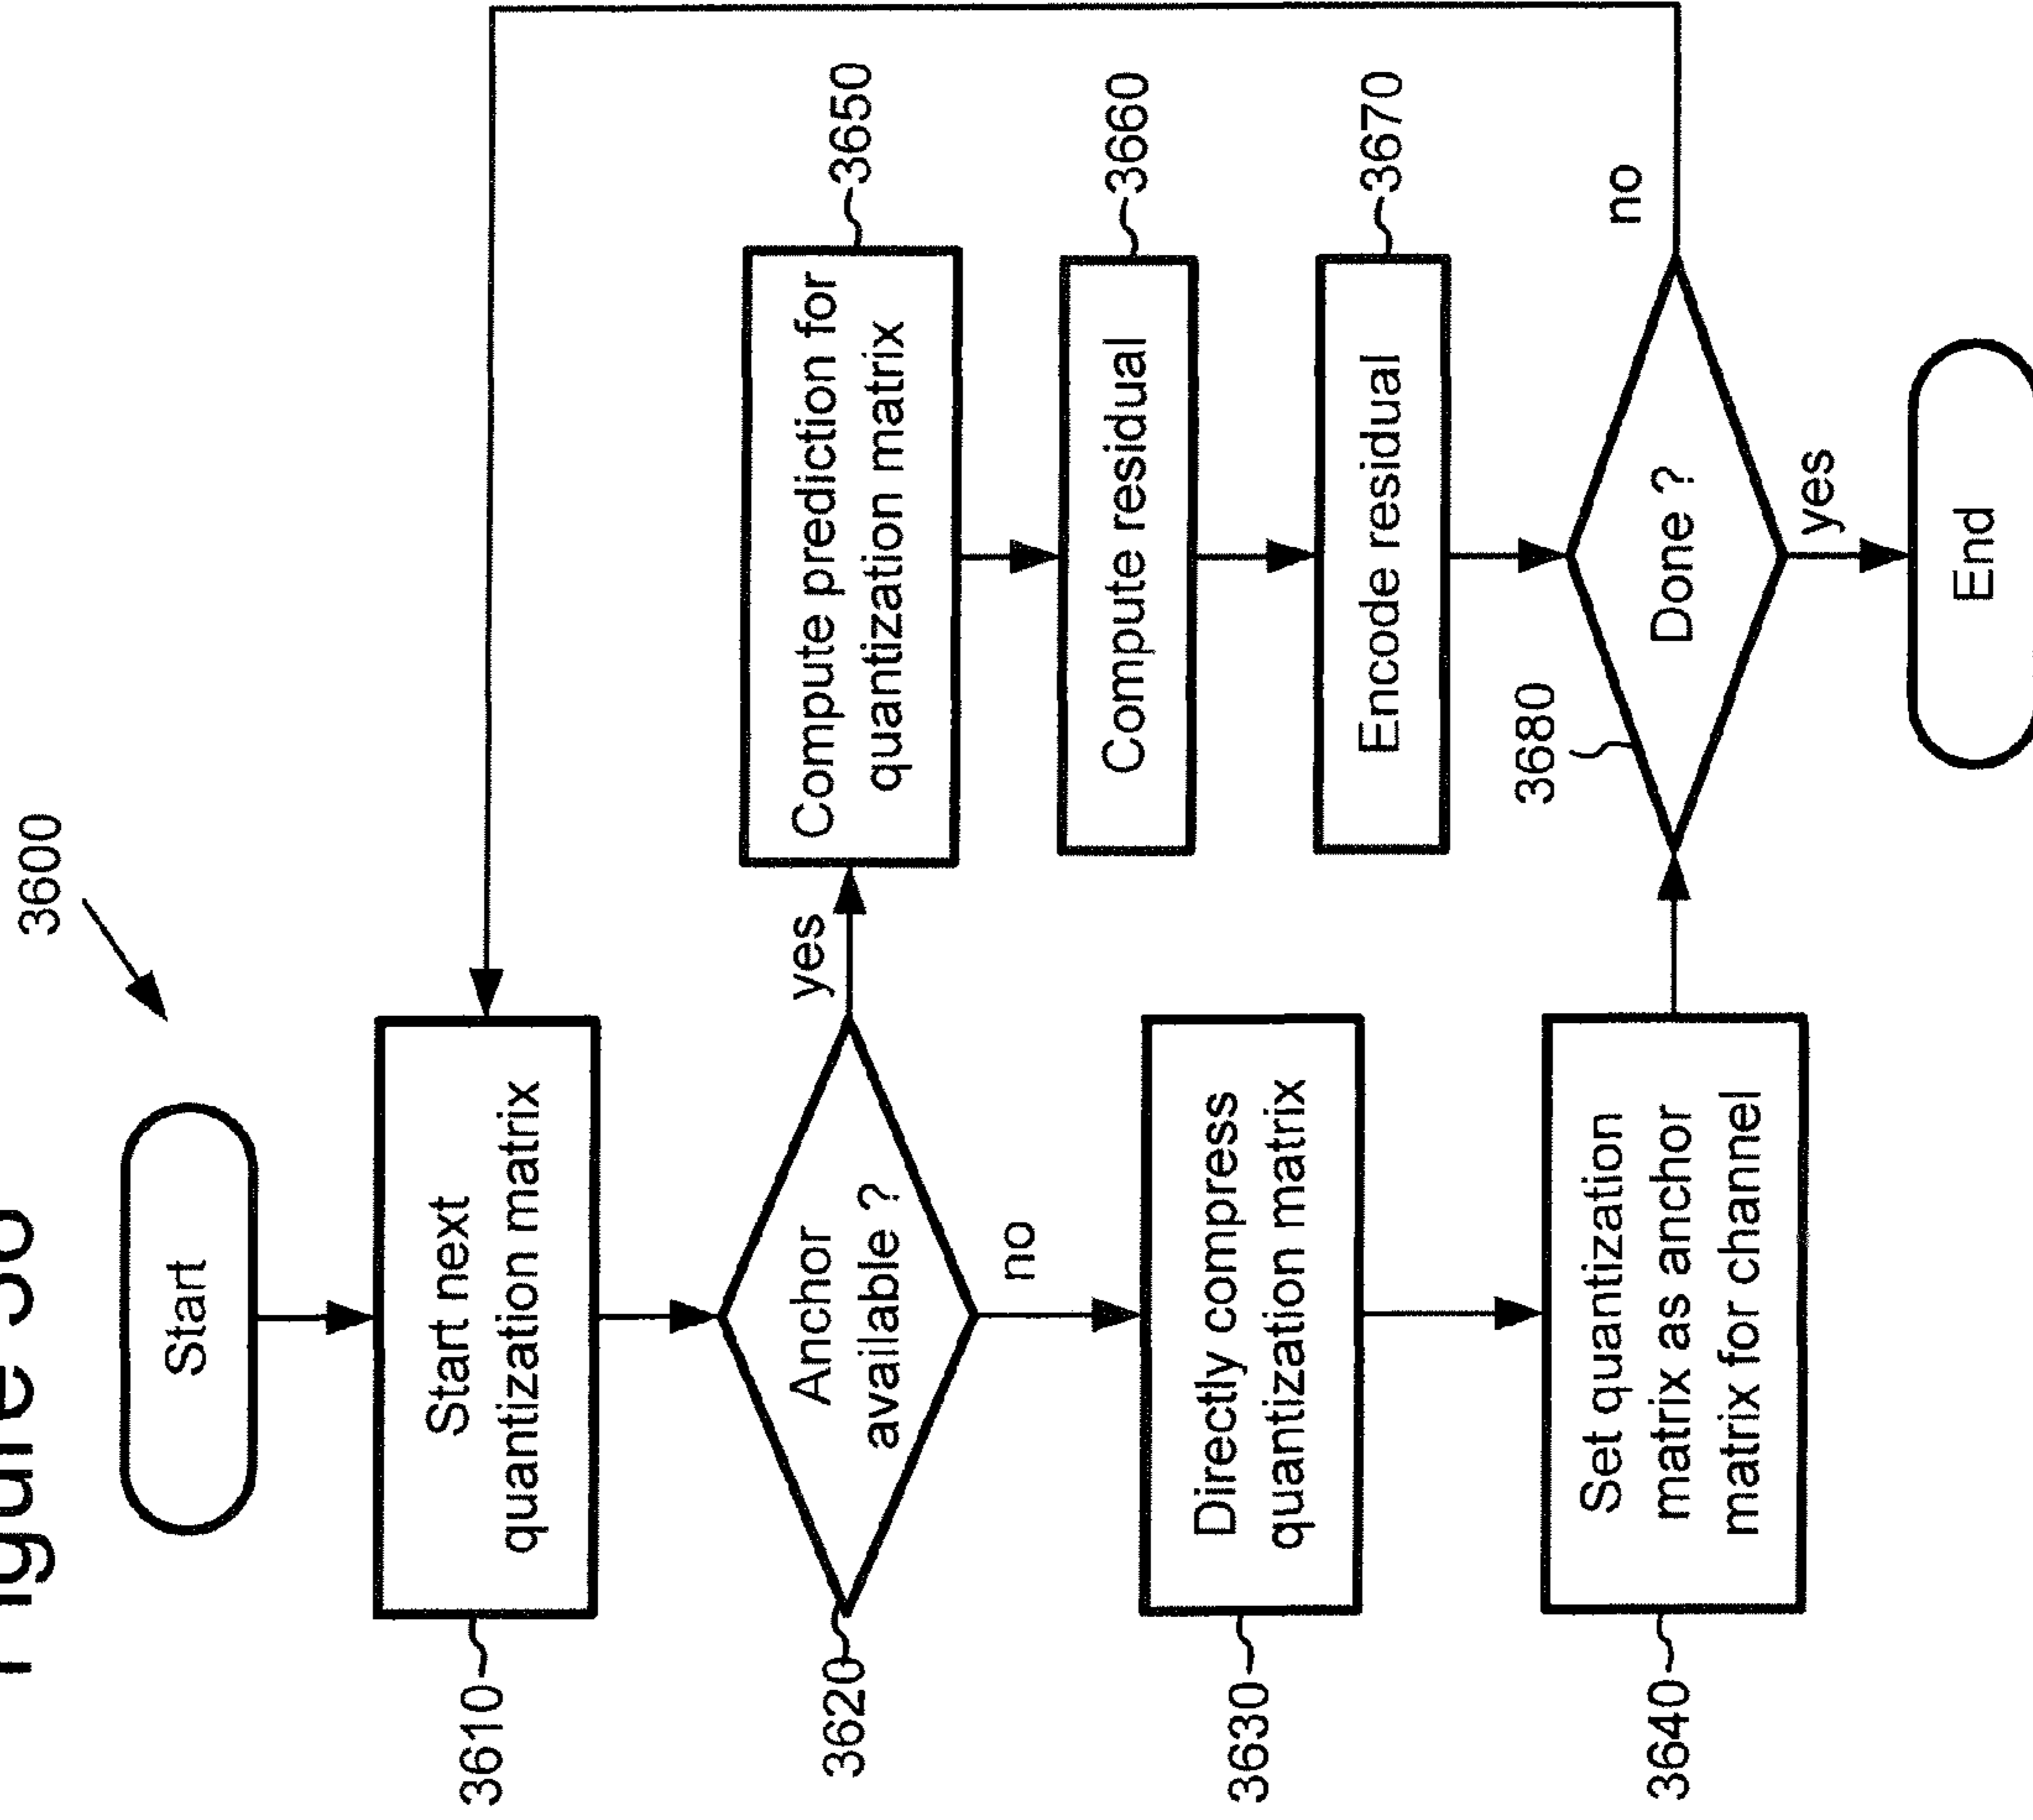 Figure 36
3600
Start
3610
Start next
quantization matrix
3620
Anchor
available ?
yes
no
3630
Directly compress
quantization matrix
3640
Set quantization
matrix as anchor
matrix for channel
3650
Compute prediction for
quantization matrix
3660
Compute residual
3670
Encode residual
3680
Done ?
no
yes
End